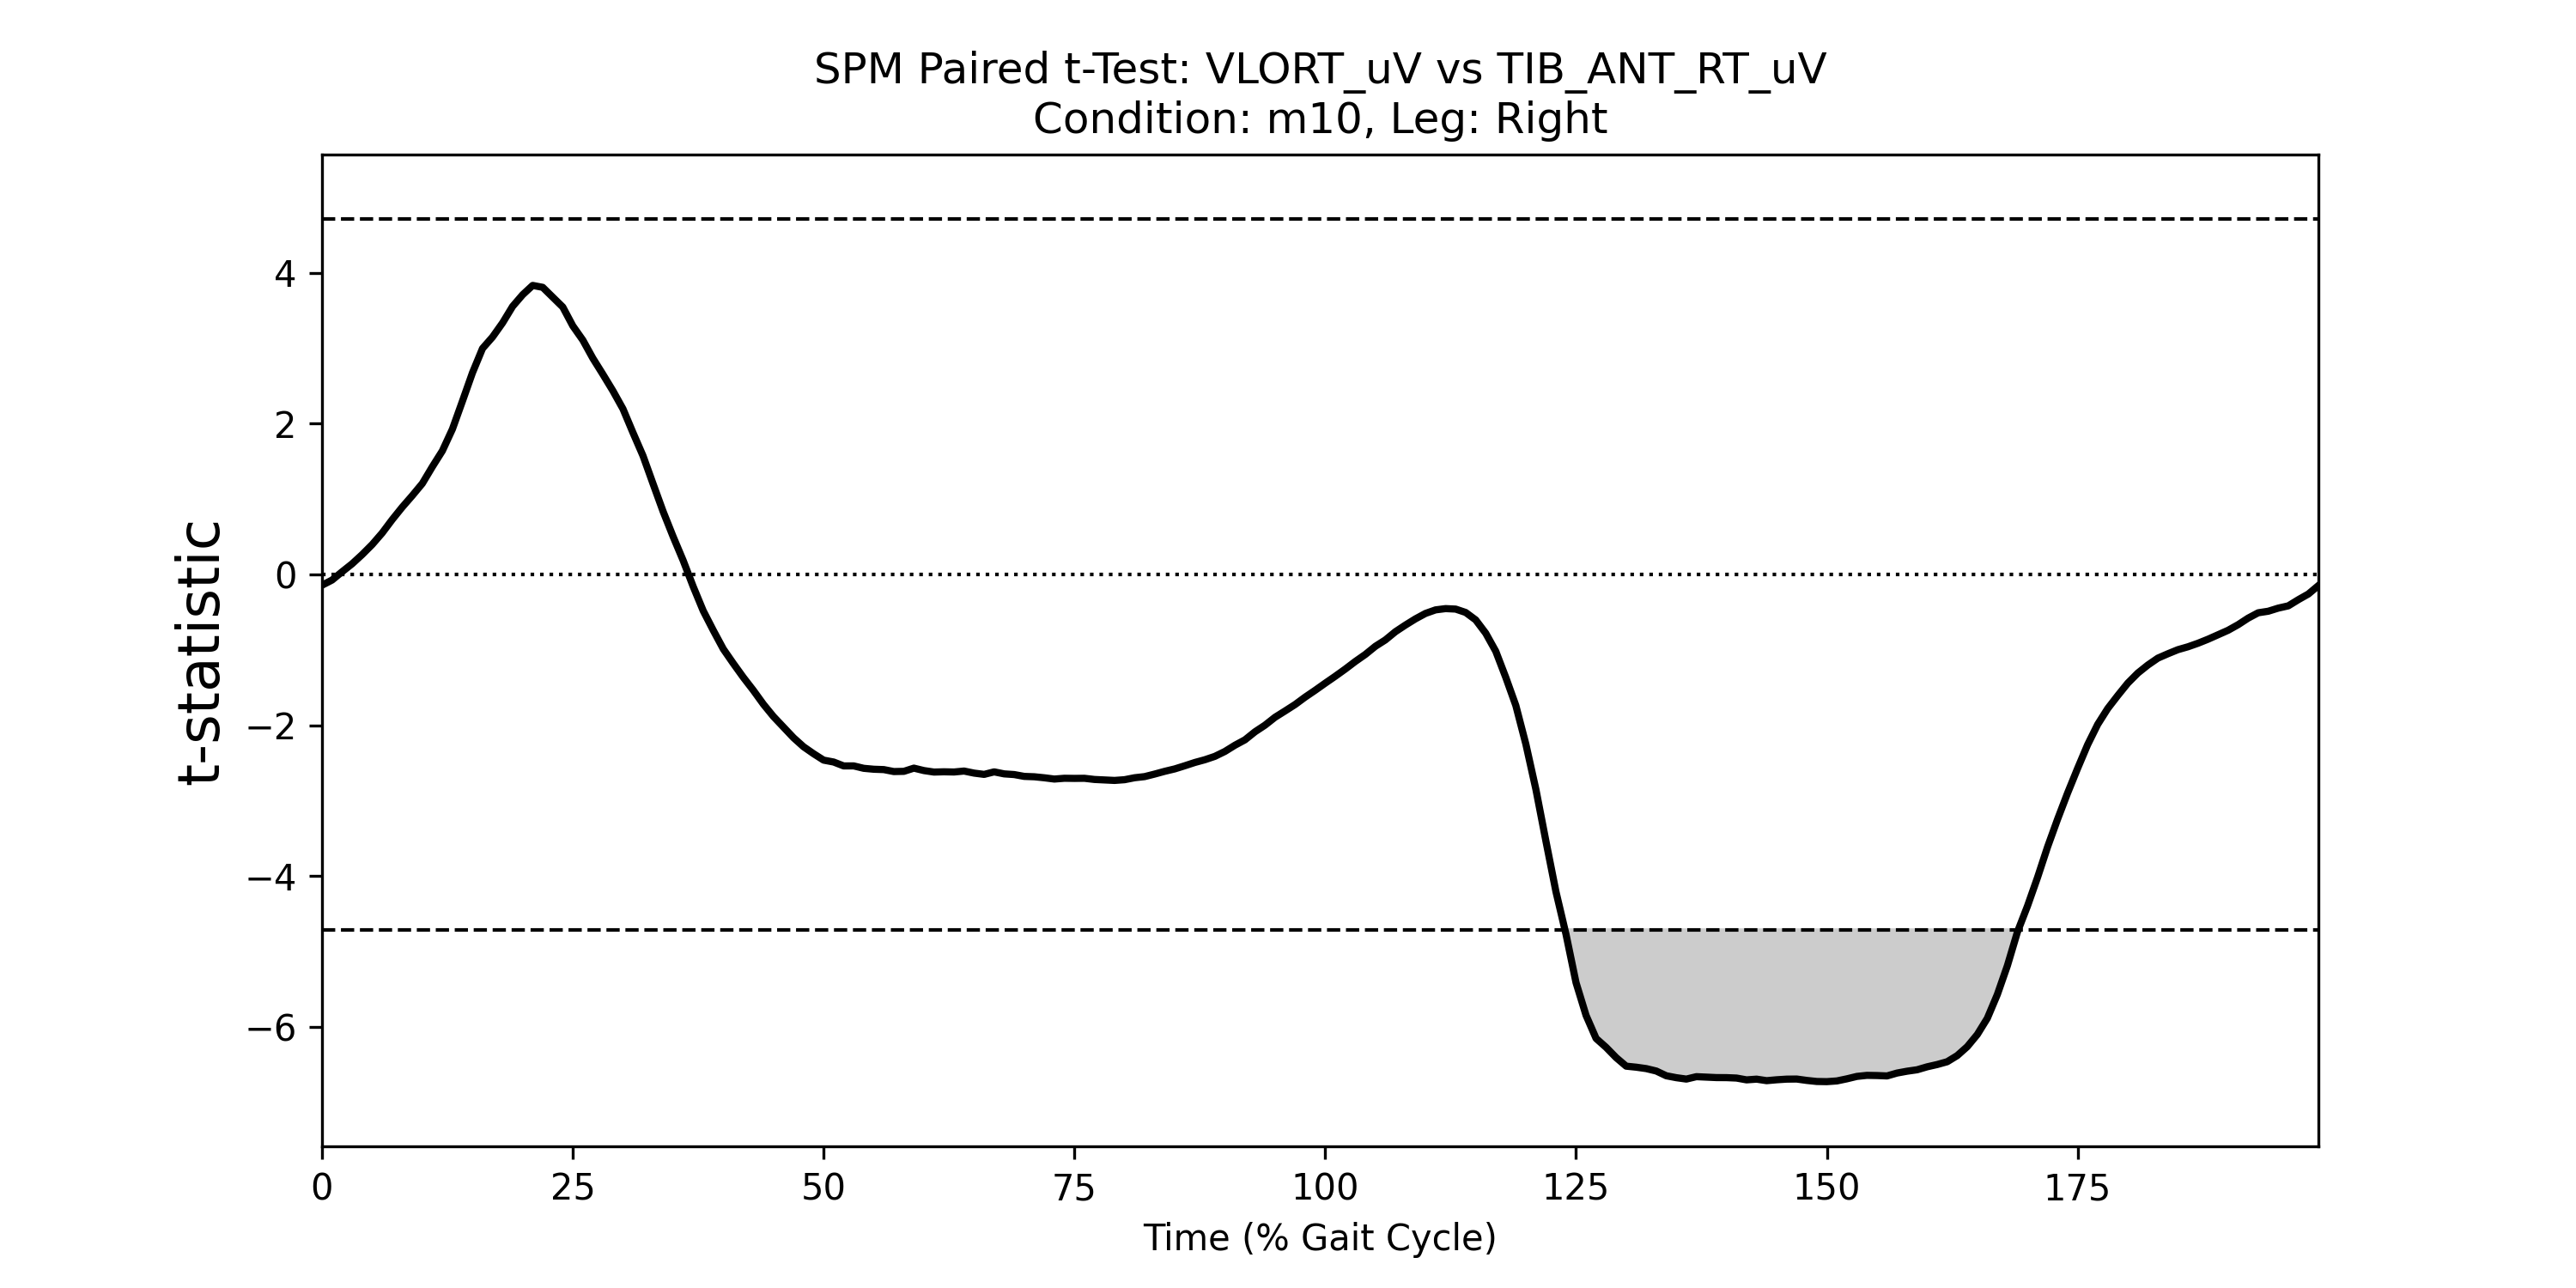 SPM Paired t-Test: VLORT_uV vs TIB_ANT_RT_uV
Condition: m10, Leg: Right
t-statistic
4
2
0
−2
−4
−6
0 25 50 75 100 125 150 175
Time (% Gait Cycle)